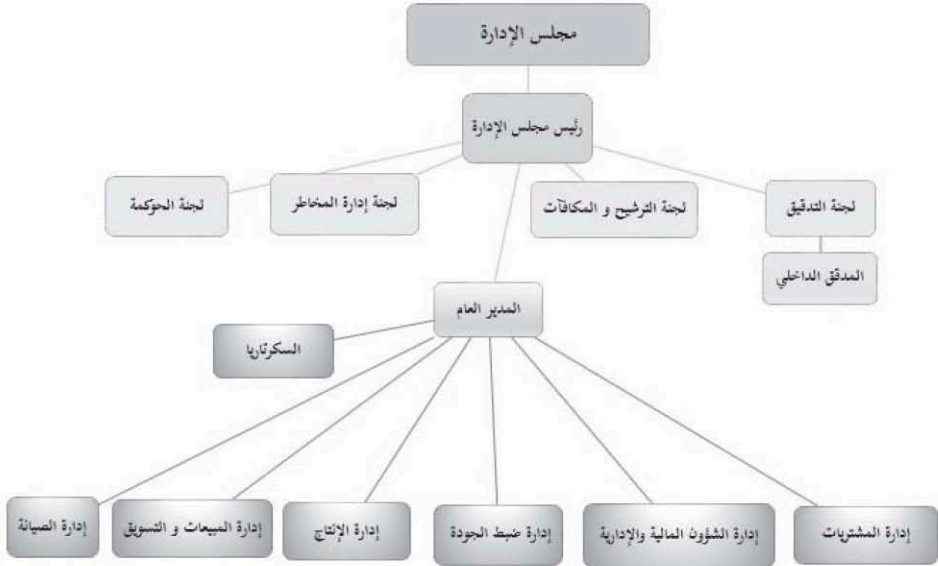 مجلس الإدارة
رئيس مجلس الإدارة
لجنة التدقيق
لجنة الترشيح و المكافآت
لجنة إدارة المخاطر
لجنة الحوكمة
المدقق الداخلي
المدير العام
السكرتاريا
إدارة المشتريات
إدارة الشؤون المالية والإدارية
إدارة ضبط الجودة
إدارة الإنتاج
إدارة المبيعات و التسويق
إدارة الصيانة